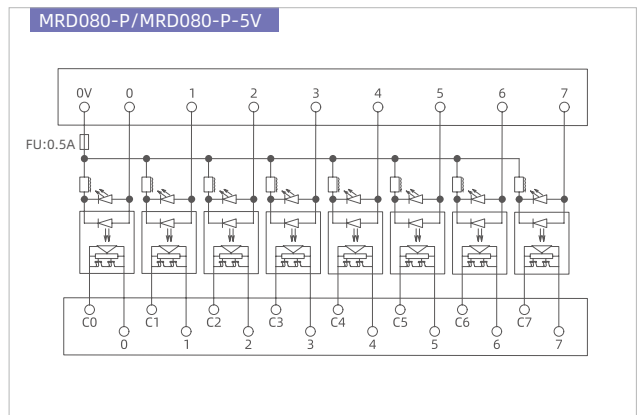 MRD080-P/MRD080-P-5V
0V 0 1 2 3 4 5 6 7
FU:0.5A
C0 C1 C2 C3 C4 C5 C6 C7
0 1 2 3 4 5 6 7